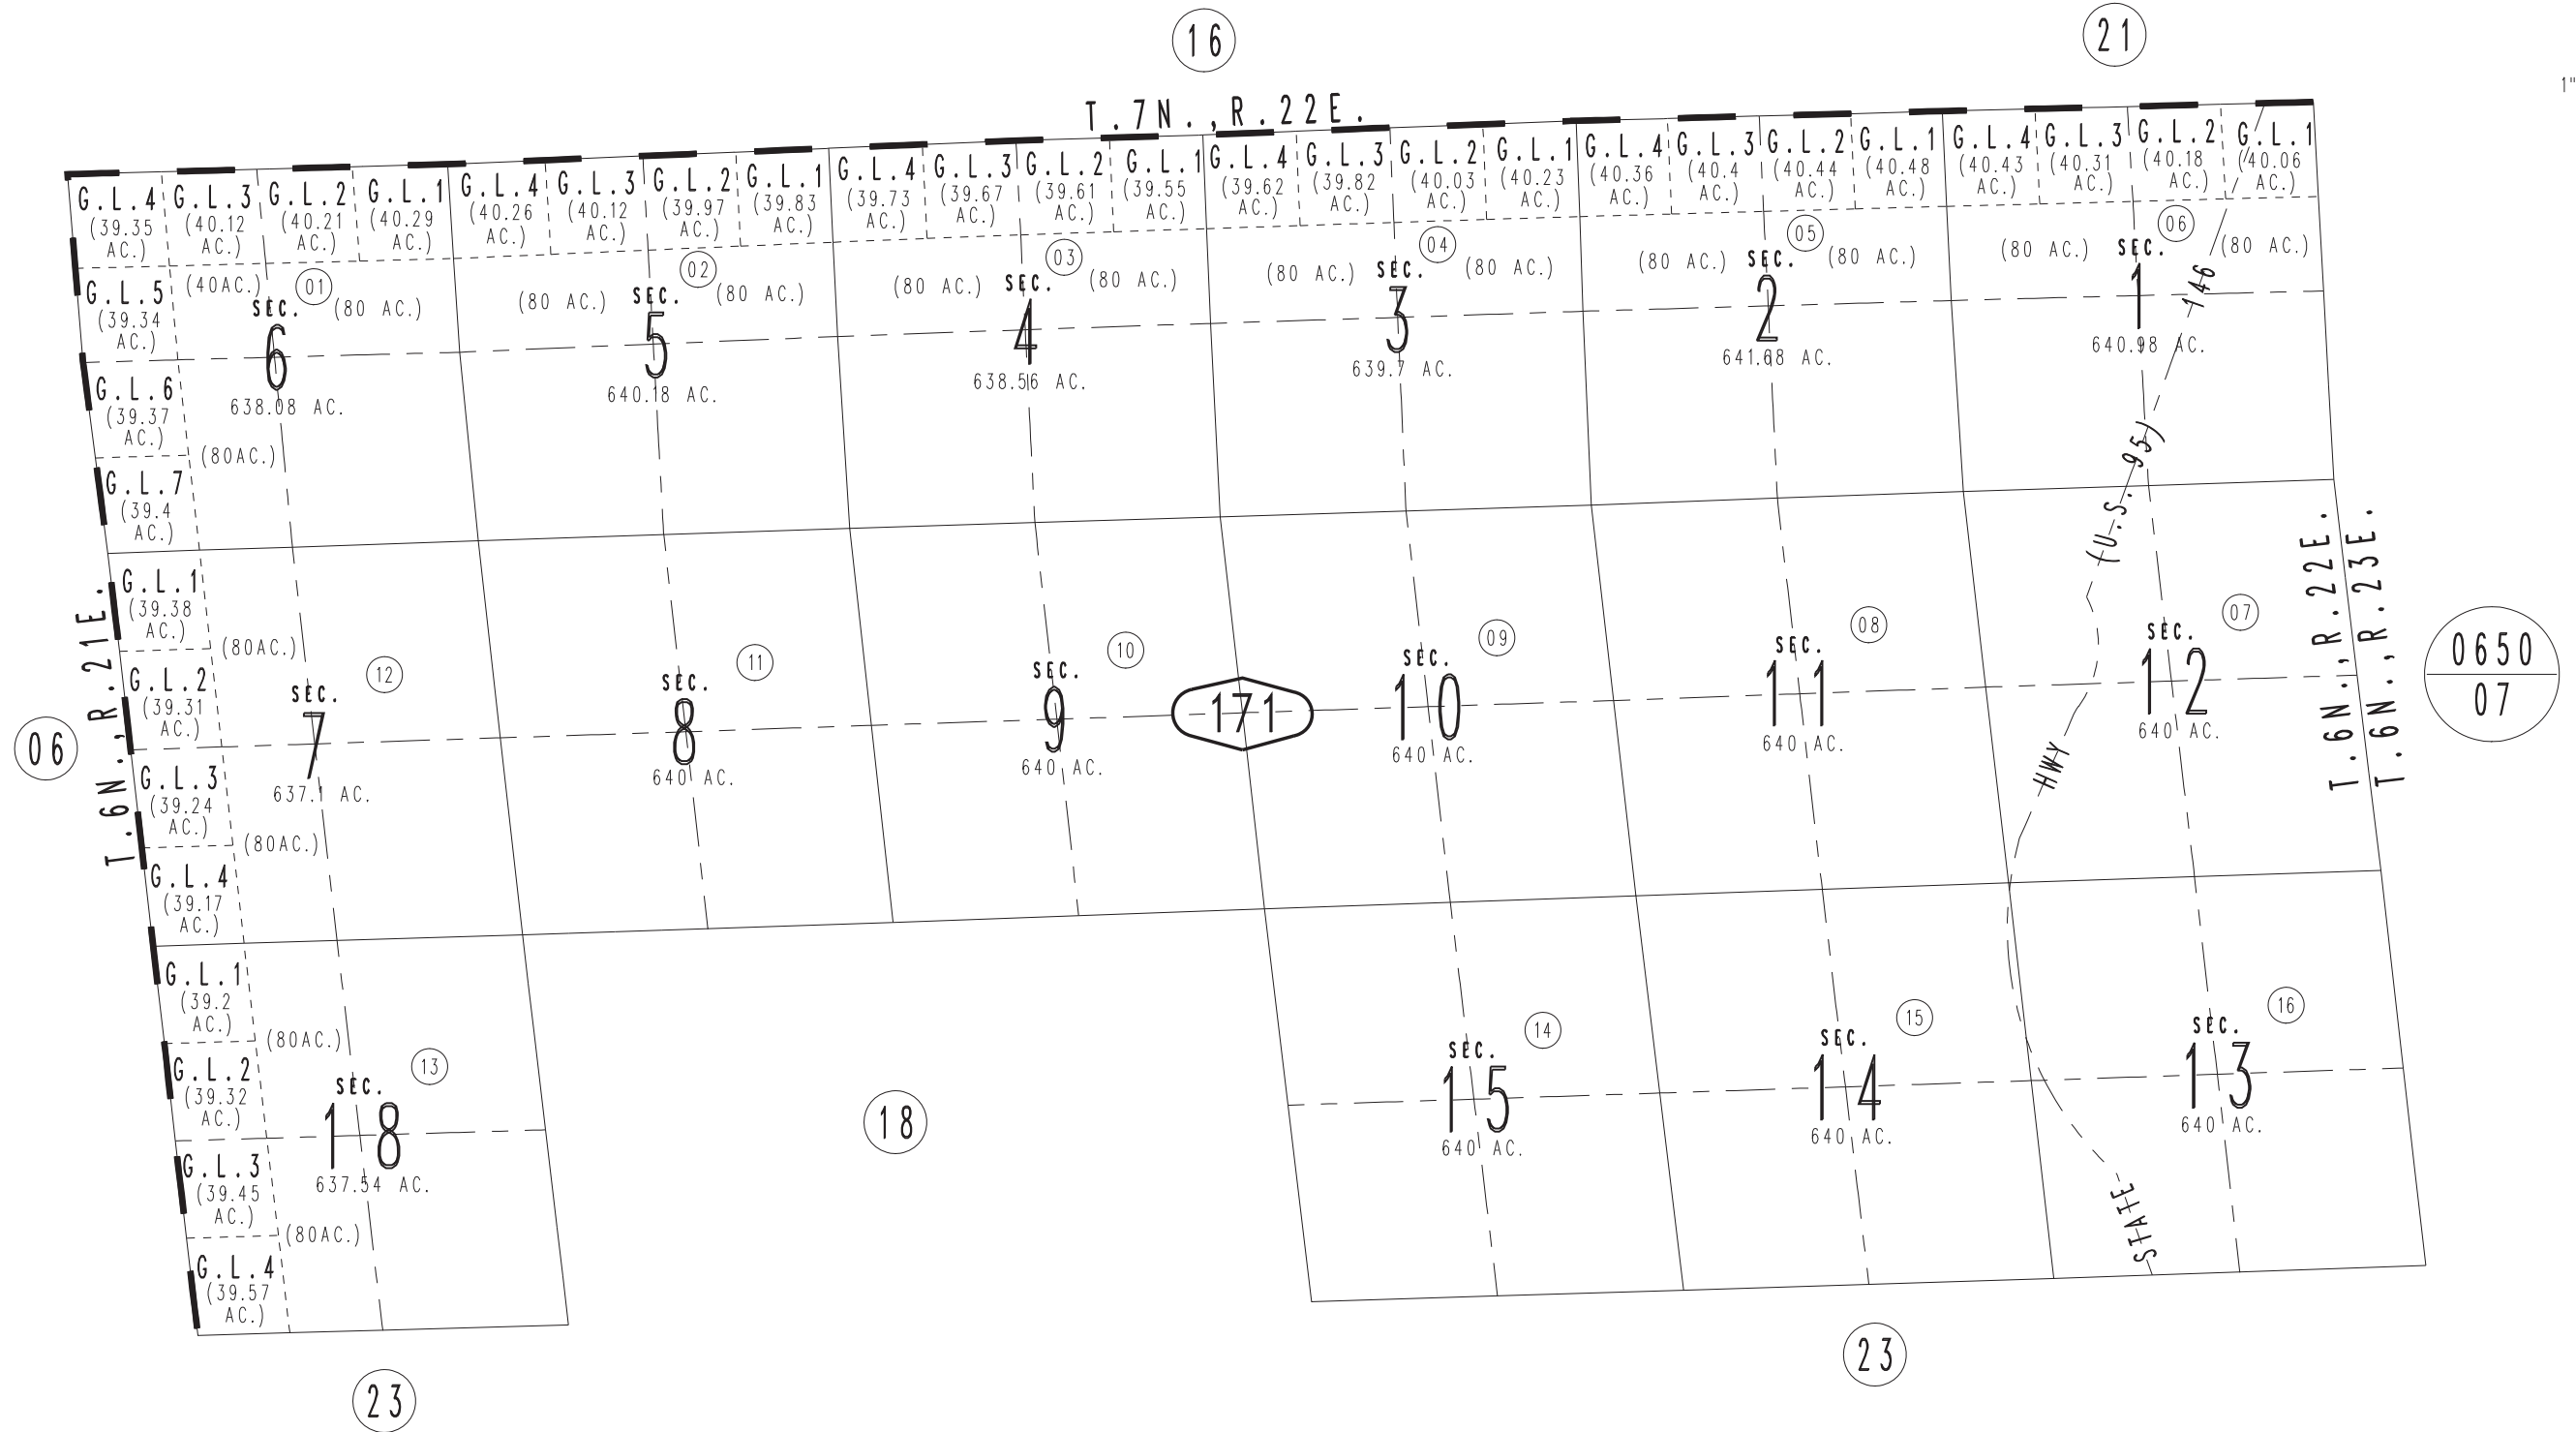 16
21
1"
T.7N.,R.22E.
G.L.4
(39.35
AC.)
G.L.3
(40.12
AC.)
G.L.2
(40.21
AC.)
G.L.1
(40.29
AC.)
G.L.4
(40.26
AC.)
G.L.3
(40.12
AC.)
G.L.2
(39.97
AC.)
G.L.1
(39.83
AC.)
G.L.4
(39.73
AC.)
G.L.3
(39.67
AC.)
G.L.2
(39.61
AC.)
G.L.1
(39.55
AC.)
G.L.4
(39.62
AC.)
G.L.3
(39.82
AC.)
G.L.2
(40.03
AC.)
G.L.1
(40.23
AC.)
G.L.4
(40.36
AC.)
G.L.3
(40.4
AC.)
G.L.2
(40.44
AC.)
G.L.1
(40.48
AC.)
G.L.4
(40.43
AC.)
G.L.3
(40.31
AC.)
G.L.2
(40.18
AC.)
G.L.1
(40.06
AC.)
G.L.5
(39.34
AC.)
(40AC.)
01
SEC.
6
638.08 AC.
(80 AC.)
G.L.6
(39.37
AC.)
(80AC.)
G.L.7
(39.4
AC.)
(80 AC.)
02
SEC.
5
640.18 AC.
(80 AC.)
(80 AC.)
03
SEC.
4
638.56 AC.
(80 AC.)
(80 AC.)
04
SEC.
3
639.7 AC.
(80 AC.)
(80 AC.)
05
SEC.
2
641.68 AC.
(80 AC.)
(80 AC.)
06
SEC.
1
640.98 AC.
(80 AC.)
146
(U.S. 95)
HWY
STATE
T.6N.,R.21E.
06
G.L.1
(39.38
AC.)
(80AC.)
G.L.2
(39.31
AC.)
12
SEC.
7
637.1 AC.
G.L.3
(39.24
AC.)
(80AC.)
G.L.4
(39.17
AC.)
11
SEC.
8
640 AC.
10
SEC.
9
640 AC.
171
09
SEC.
10
640 AC.
08
SEC.
11
640 AC.
07
SEC.
12
640 AC.
T.6N.,R.22E.
T.6N.,R.23E.
0650
07
G.L.1
(39.2
AC.)
(80AC.)
G.L.2
(39.32
AC.)
13
SEC.
18
637.54 AC.
G.L.3
(39.45
AC.)
(80AC.)
G.L.4
(39.57
AC.)
18
14
SEC.
15
640 AC.
15
SEC.
14
640 AC.
16
SEC.
13
640 AC.
23
23